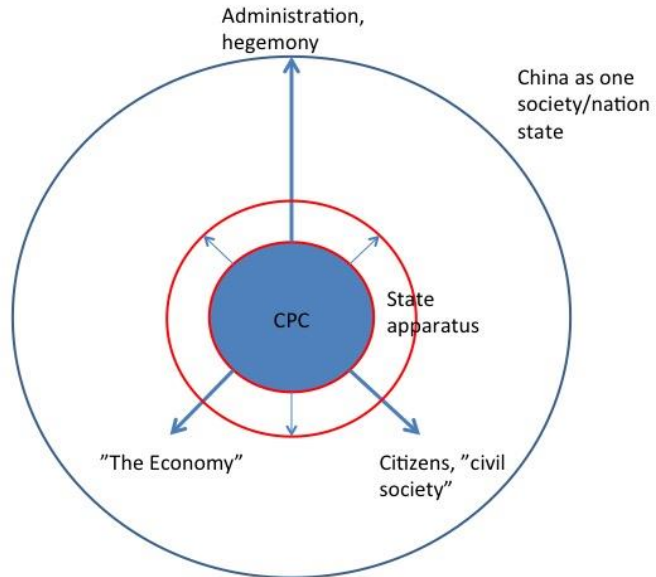 Administration,
hegemony
China as one
society/nation
state
CPC
State
apparatus
”The Economy”
Citizens, ”civil
society”